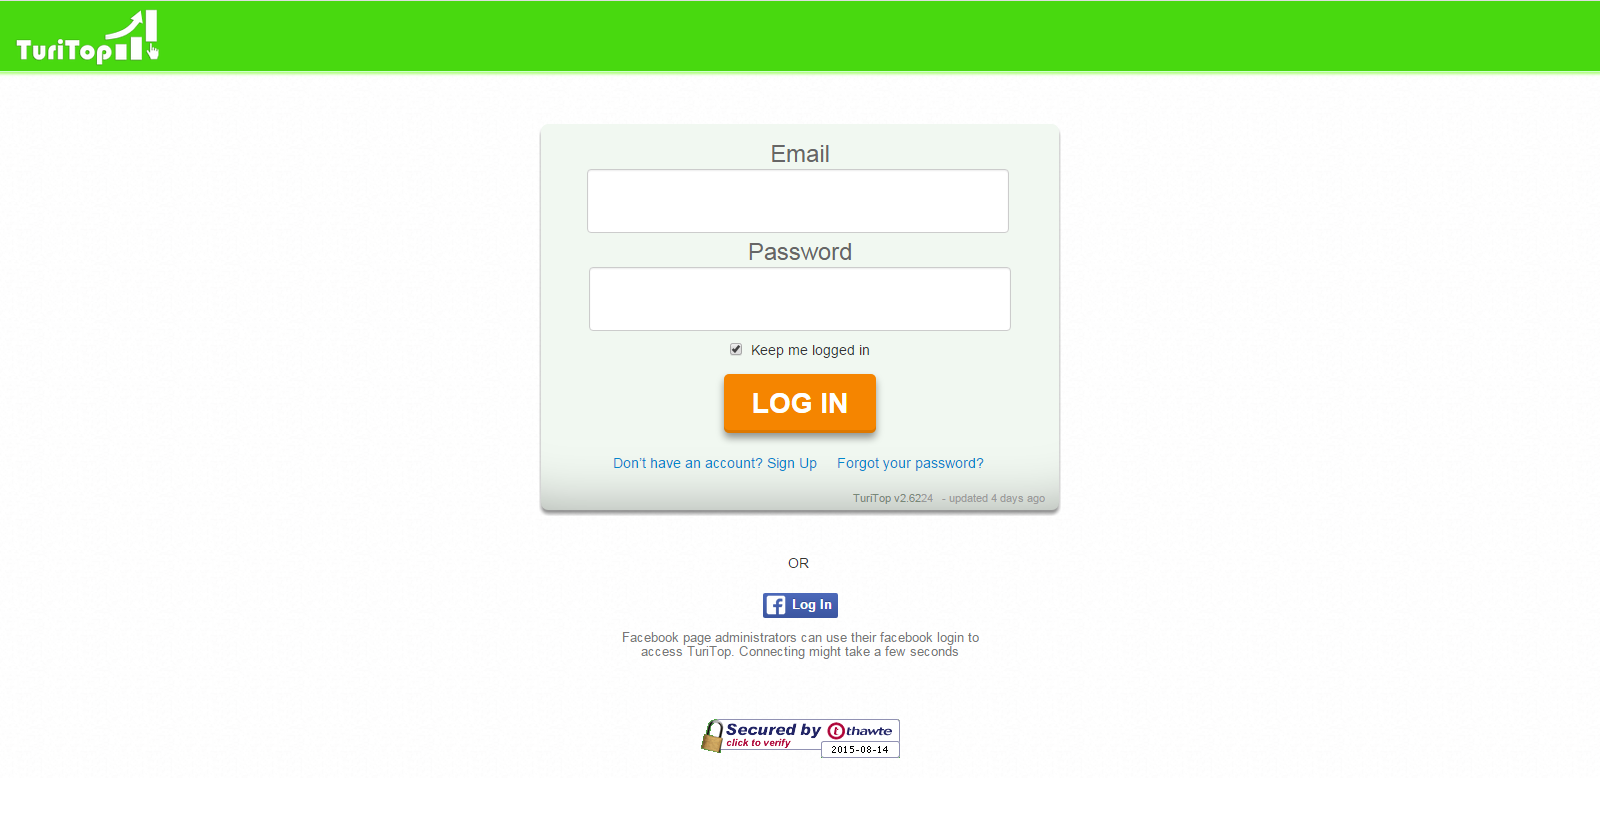 TuriTop
Email
Password
Keep me logged in
LOG IN
Don't have an account? Sign Up Forgot your password?
TuriTop v2.6224 - updated 4 days ago
OR
f Log In
Facebook page administrators can use their facebook login to
access TuriTop. Connecting might take a few seconds
Secured by t thawte
click to verify
2015-08-14